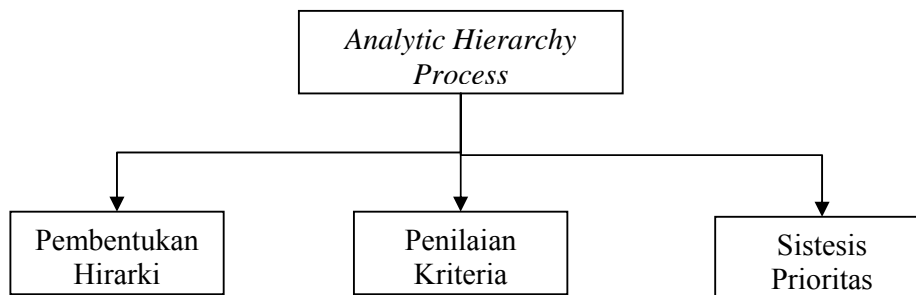 Analytic Hierarchy
Process
Pembentukan
Hirarki
Penilaian
Kriteria
Sistesis
Prioritas